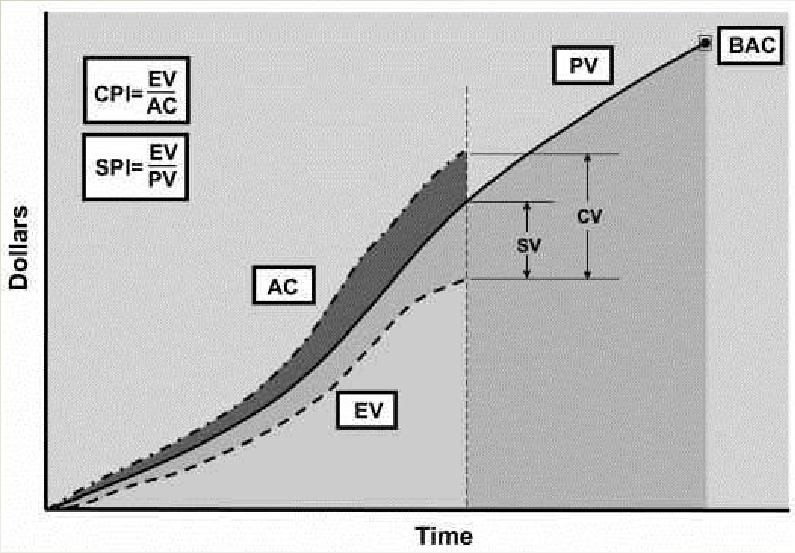 BAC
PV
CPI= EV
AC
SPI= EV
PV
CV
SV
AC
EV
Dollars
Time